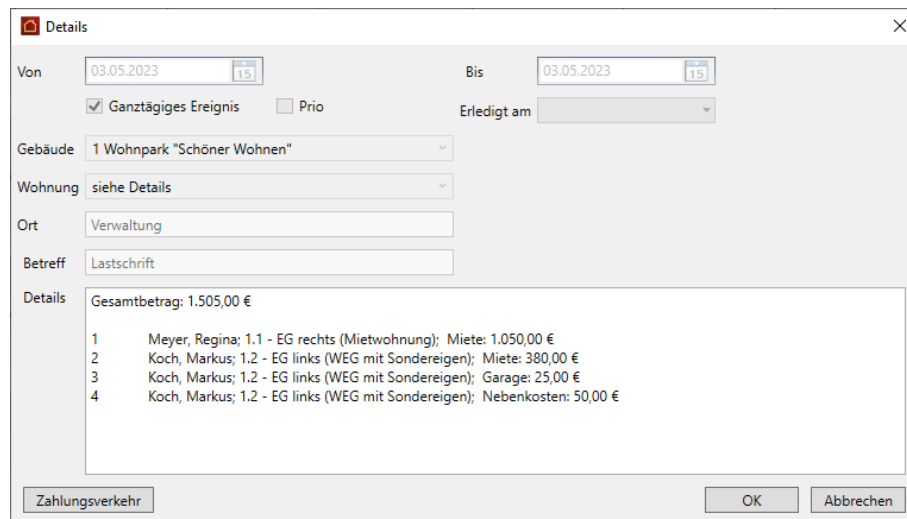 Details
Von 03.05.2023 15 Bis 03.05.2023 15
Ganztägiges Ereignis Prio Erledigt am
Gebäude 1 Wohnpark "Schöner Wohnen"
Wohnung siehe Details
Ort Verwaltung
Betreff Lastschrift
Details Gesamtbetrag: 1.505,00 €
1 Meyer, Regina; 1.1 - EG rechts (Mietwohnung); Miete: 1.050,00 €
2 Koch, Markus; 1.2 - EG links (WEG mit Sondereigen); Miete: 380,00 €
3 Koch, Markus; 1.2 - EG links (WEG mit Sondereigen); Garage: 25,00 €
4 Koch, Markus; 1.2 - EG links (WEG mit Sondereigen); Nebenkosten: 50,00 €
Zahlungsverkehr OK Abbrechen